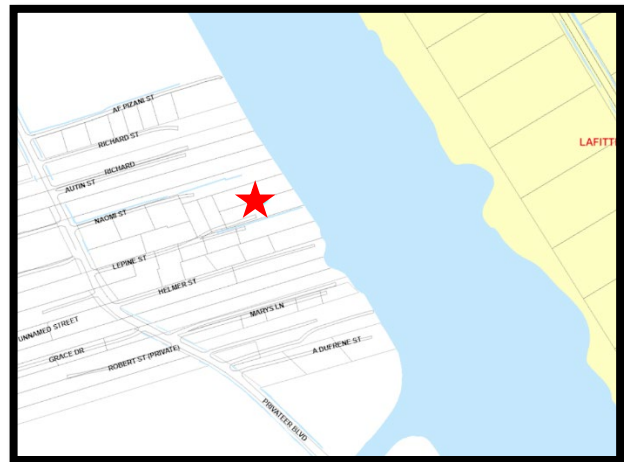 AF PIZANI ST
RICHARD ST
RICHARD
AUTIN ST
NAOMI ST
LEPINE ST
HELMER ST
MARYS LN
UNNAMED STREET
GRACE DR
ROBERT ST (PRIVATE)
A DUFRENE ST
PRIVATEER BLVD
LAFITT